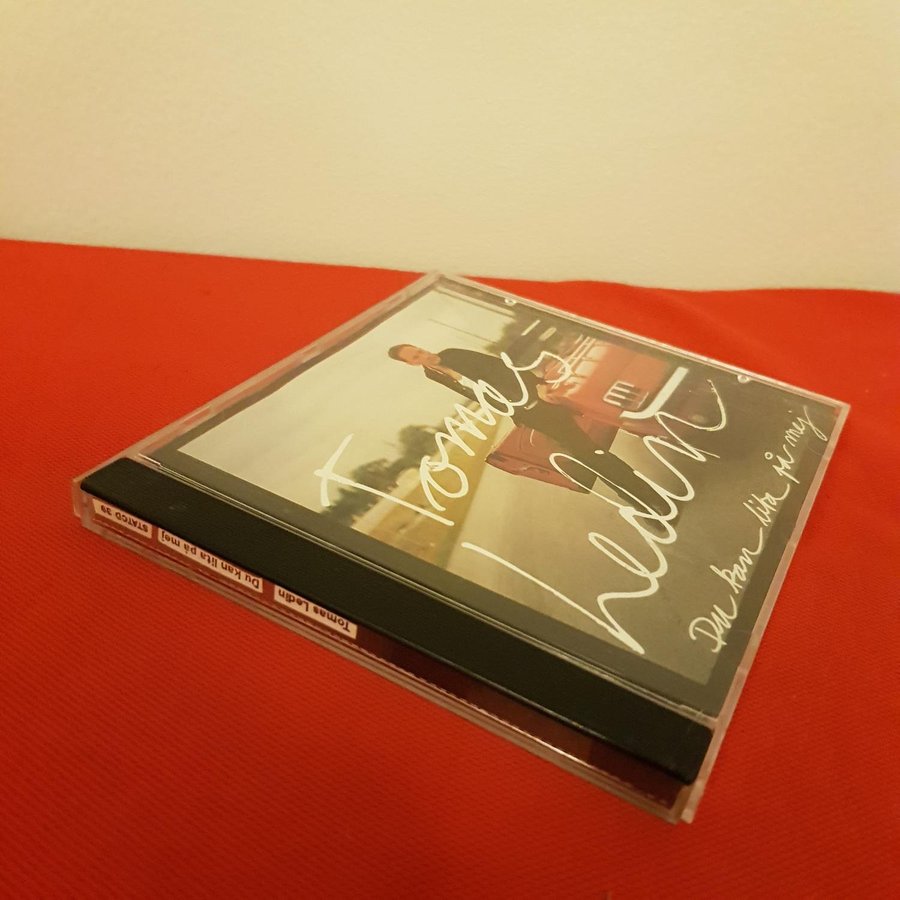 Tomas
Ledin
Du kan lita på mej
Tomas Ledin
Du kan lita på mej
STATCD 39